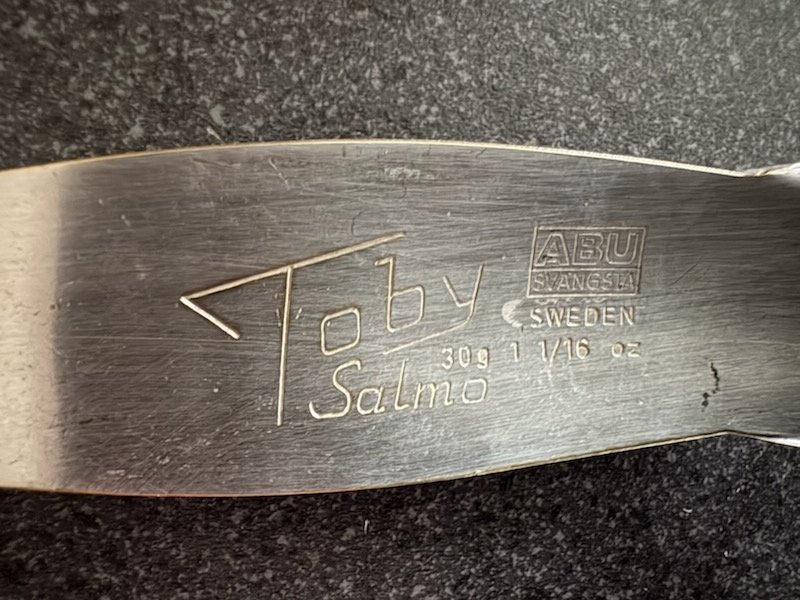 Toby
Salmo
ABU
SVÄNGSTA
SWEDEN
30g 1 1/16 oz